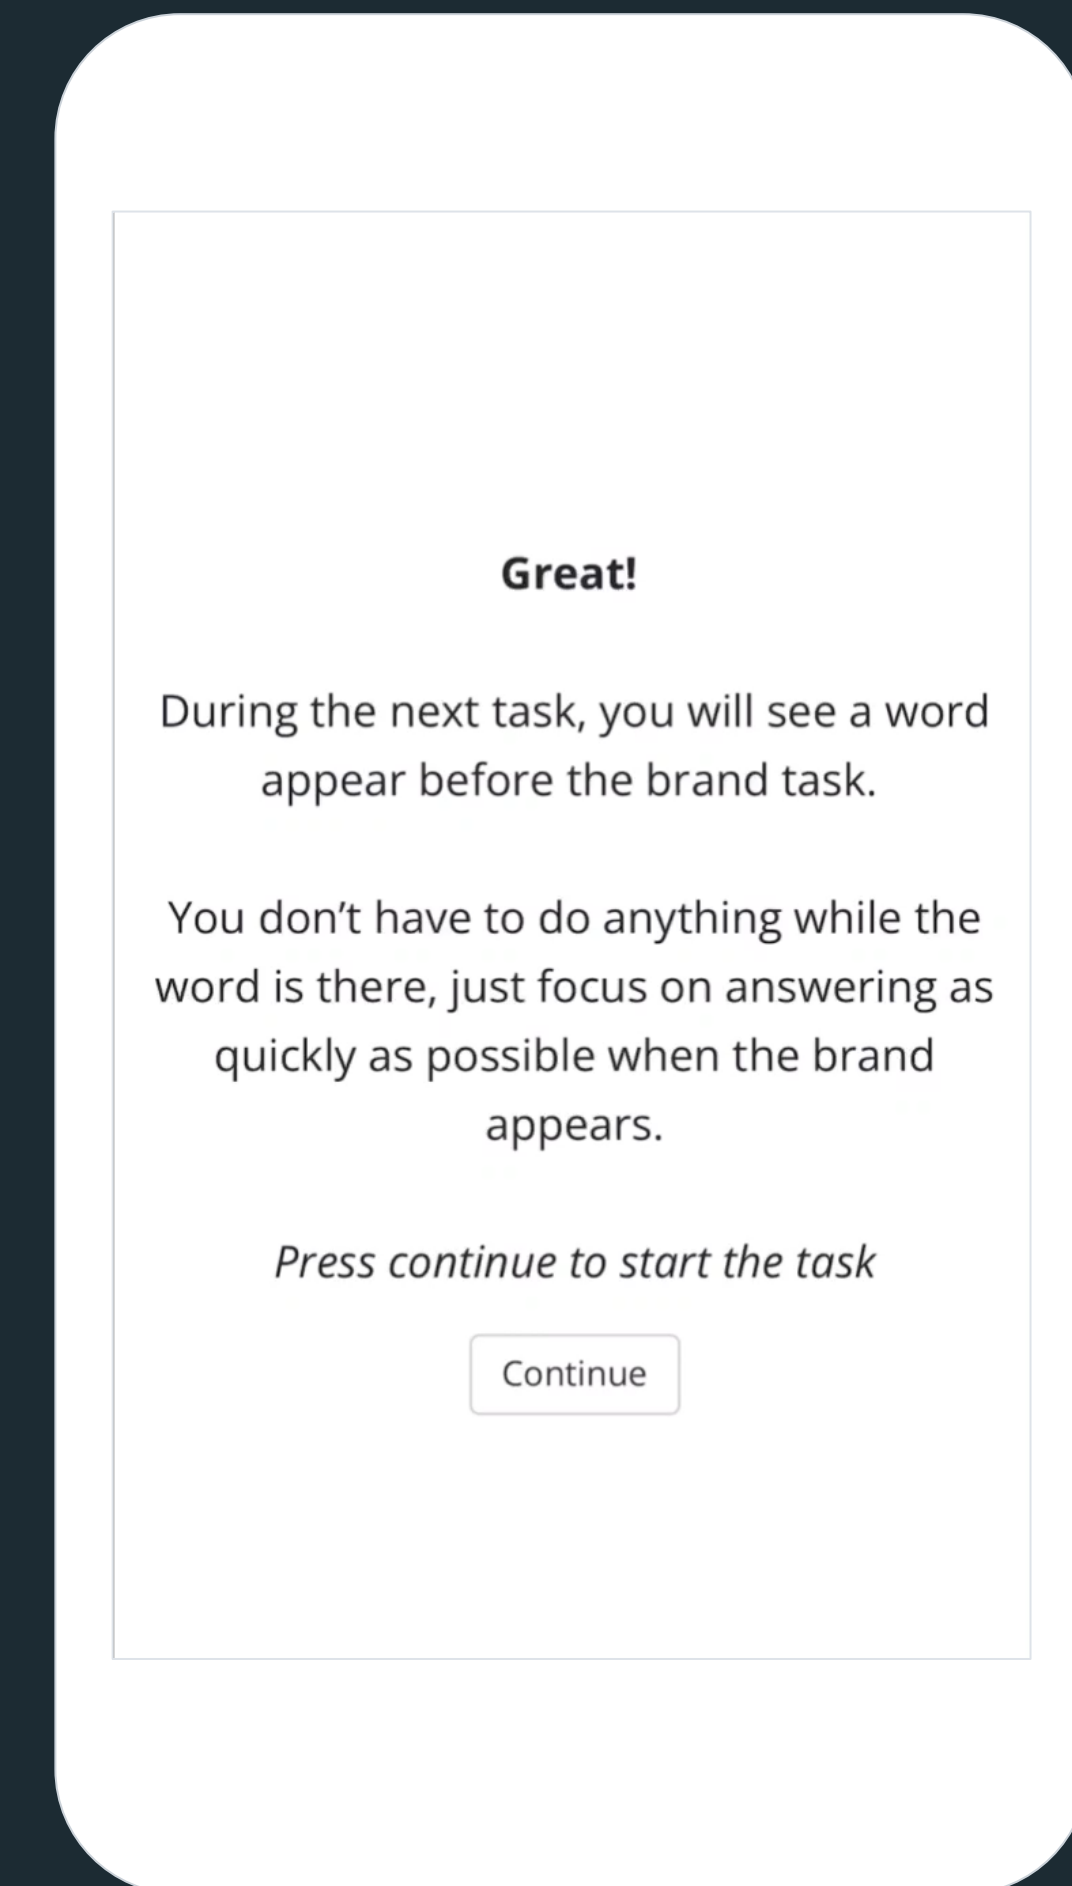 Great!
During the next task, you will see a word
appear before the brand task.
You don’t have to do anything while the
word is there, just focus on answering as
quickly as possible when the brand
appears.
Press continue to start the task
Continue